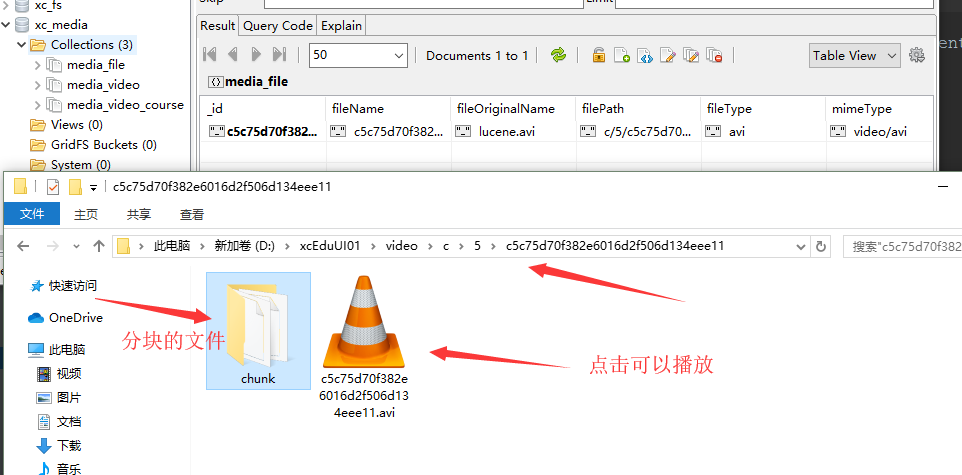 xc_fs
Skip
Limit
xc_media
Result Query Code Explain
Collections (3)
50 Documents 1 to 1 Table View
media_file
media_video
media_file
media_video_course
_id fileName fileOriginalName filePath fileType mimeType
Views (0)
c5c75d70f382... c5c75d70f382... lucene.avi c/5/c5c75d70... avi video/avi
GridFS Buckets (0)
System (0)
c5c75d70f382e6016d2f506d134eee11
文件 主页 共享 查看
此电脑 新加卷 (D:) xcEduUI01 video c 5 c5c75d70f382e6016d2f506d134eee11
搜索"c5c75d70f382
快速访问
OneDrive
此电脑
视频
图片
文档
下载
音乐
分块的文件
chunk
c5c75d70f382e
6016d2f506d13
4eee11.avi
点击可以播放